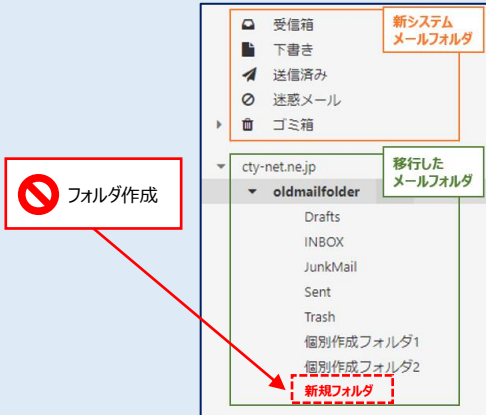 受信箱
新システム
メールフォルダ
下書き
送信済み
迷惑メール
ゴミ箱
cty-net.ne.jp
移行した
メールフォルダ
oldmailfolder
フォルダ作成
Drafts
INBOX
JunkMail
Sent
Trash
個別作成フォルダ1
個別作成フォルダ2
新規フォルダ